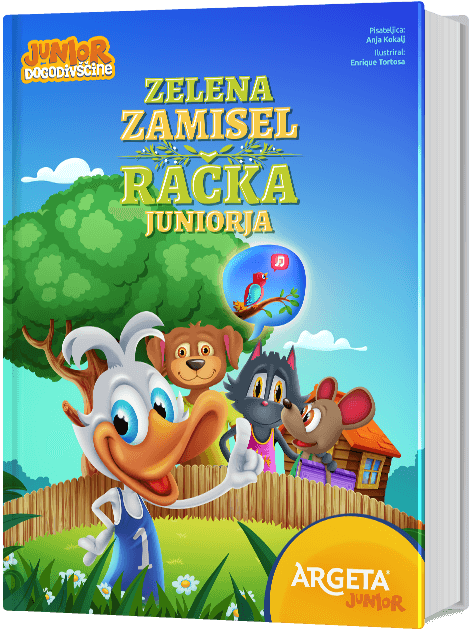 Pisateljica:
Anja Kokalj
Ilustriral:
Enrique Tortosa
JUNIOR
DOGODIVŠČINE
ZELENA
ZAMISEL
RAČKA
JUNIORJA
1
ARGETA®
JUNIOR